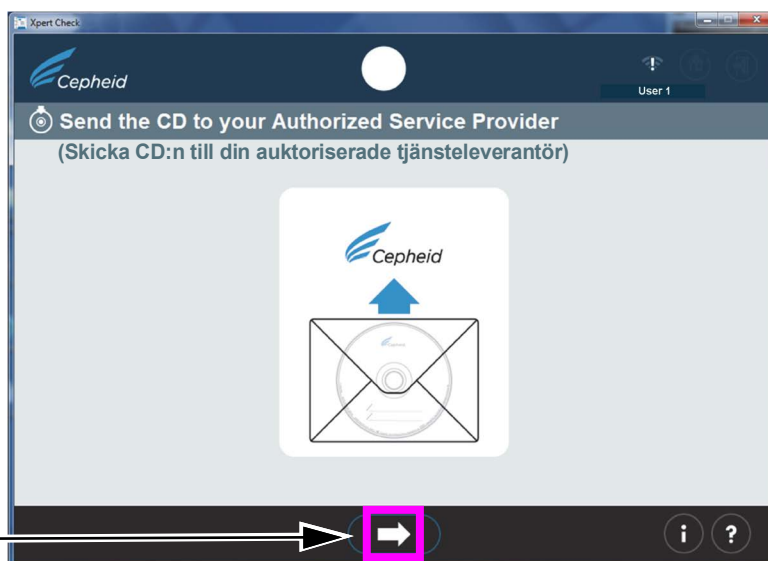 Xpert Check
Cepheid
User 1
Send the CD to your Authorized Service Provider
(Skicka CD:n till din auktoriserade tjänsteleverantör)
Cepheid
Cepheid
i ?